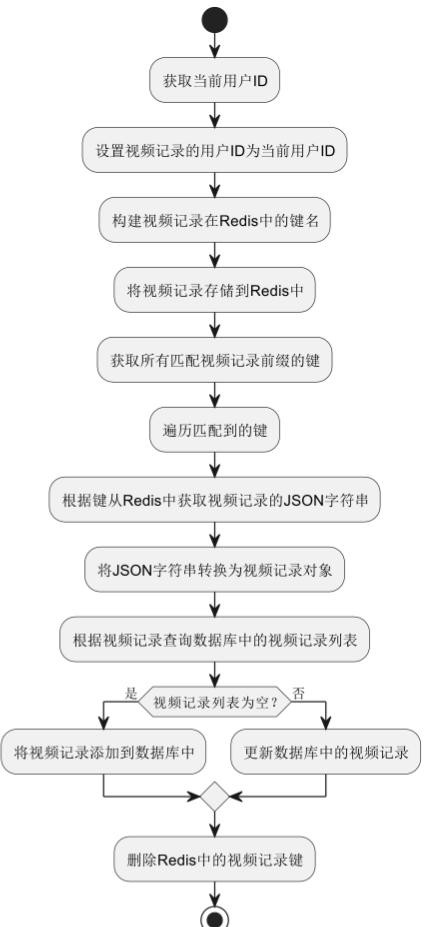 获取当前用户ID
设置视频记录的用户ID为当前用户ID
构建视频记录在Redis中的键名
将视频记录存储到Redis中
获取所有匹配视频记录前缀的键
遍历匹配到的键
根据键从Redis中获取视频记录的JSON字符串
将JSON字符串转换为视频记录对象
根据视频记录查询数据库中的视频记录列表
是
视频记录列表为空？
否
将视频记录添加到数据库中
更新数据库中的视频记录
删除Redis中的视频记录键